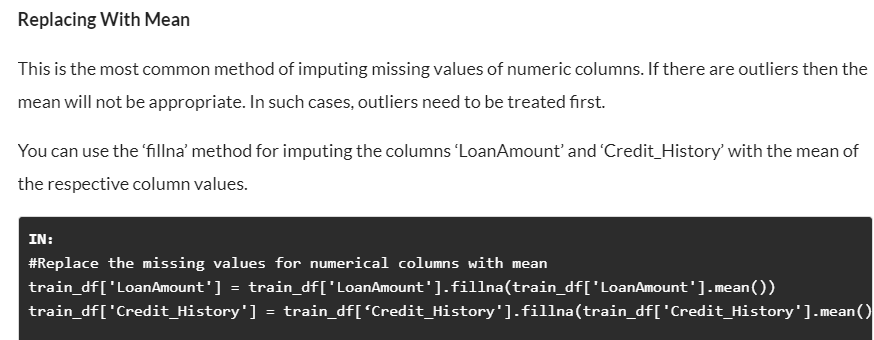 Replacing With Mean
This is the most common method of imputing missing values of numeric columns. If there are outliers then the
mean will not be appropriate. In such cases, outliers need to be treated first.
You can use the ‘fillna’ method for imputing the columns ‘LoanAmount’ and ‘Credit_History’ with the mean of
the respective column values.
IN:
#Replace the missing values for numerical columns with mean
train_df['LoanAmount'] = train_df['LoanAmount'].fillna(train_df['LoanAmount'].mean())
train_df['Credit_History'] = train_df[‘Credit_History'].fillna(train_df['Credit_History'].mean()